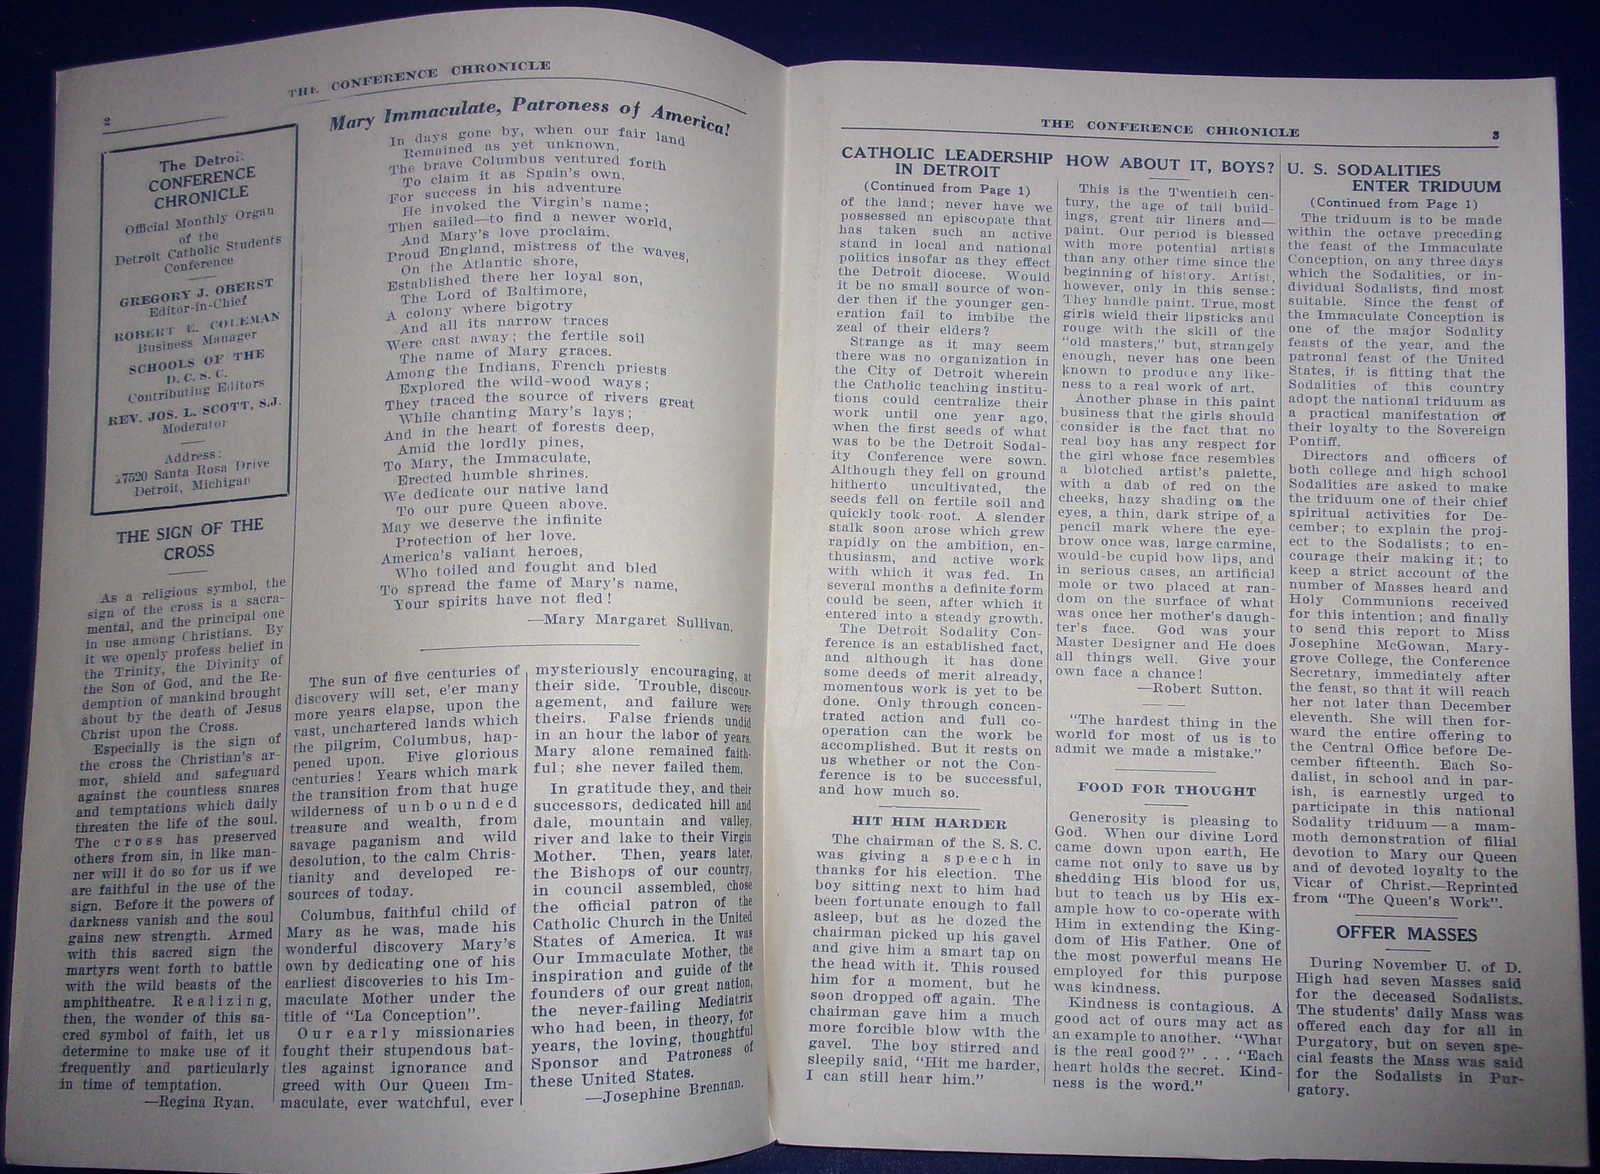 2
THE CONFERENCE CHRONICLE
The Detroit
CONFERENCE
CHRONICLE
Official Monthly Organ
of the
Detroit Catholic Students
Conference
GREGORY J. OBERST
Editor-in-Chief
ROBERT E. COLEMAN
Business Manager
SCHOOLS OF THE
D. C. S. C.
Contributing Editors
REV. JOS. L. SCOTT, S.J.
Moderator
Address:
17520 Santa Rosa Drive
Detroit, Michigan
THE SIGN OF THE
CROSS
As a religious symbol, the
sign of the cross is a sacra-
mental, and the principal one
in use among Christians. By
it we openly profess belief in
the Trinity, the Divinity of
the Son of God, and the Re-
demption of mankind brought
about by the death of Jesus
Christ upon the Cross.
Especially is the sign of
the cross the Christian's ar-
mor, shield and safeguard
against the countless snares
and temptations which daily
threaten the life of the soul.
The cross has preserved
others from sin, in like man-
ner will it do so for us if we
are faithful in the use of the
sign. Before it the powers of
darkness vanish and the soul
gains new strength. Armed
with this sacred sign the
martyrs went forth to battle
with the wild beasts of the
amphitheatre. Realizing,
then, the wonder of this sa-
cred symbol of faith, let us
determine to make use of it
frequently and particularly
in time of temptation.
—Regina Ryan.
Mary Immaculate, Patroness of America!
In days gone by, when our fair land
Remained as yet unknown,
The brave Columbus ventured forth
To claim it as Spain's own.
For success in his adventure
He invoked the Virgin's name;
Then sailed—to find a newer world,
And Mary's love proclaim.
Proud England, mistress of the waves,
On the Atlantic shore,
Established there her loyal son,
The Lord of Baltimore,
A colony where bigotry
And all its narrow traces
Were cast away; the fertile soil
The name of Mary graces.
Among the Indians, French priests
Explored the wild-wood ways;
They traced the source of rivers great
While chanting Mary's lays;
And in the heart of forests deep,
Amid the lordly pines,
To Mary, the Immaculate,
Erected humble shrines.
We dedicate our native land
To our pure Queen above.
May we deserve the infinite
Protection of her love.
America's valiant heroes,
Who toiled and fought and bled
To spread the fame of Mary's name,
Your spirits have not fled!
—Mary Margaret Sullivan.
The sun of five centuries of
discovery will set, e'er many
more years elapse, upon the
vast, unchartered lands which
the pilgrim, Columbus, hap-
pened upon. Five glorious
centuries! Years which mark
the transition from that huge
wilderness of unbounded
treasure and wealth, from
savage paganism and wild
desolution, to the calm Chris-
tianity and developed re-
sources of today.
Columbus, faithful child of
Mary as he was, made his
wonderful discovery Mary's
own by dedicating one of his
earliest discoveries to his Im-
maculate Mother under the
title of "La Conception".
Our early missionaries
fought their stupendous bat-
tles against ignorance and
greed with Our Queen Im-
maculate, ever watchful, ever
mysteriously encouraging, at
their side. Trouble, discour-
agement, and failure were
theirs. False friends undid
in an hour the labor of years.
Mary alone remained faith-
ful; she never failed them.
In gratitude they, and their
successors, dedicated hill and
dale, mountain and valley,
river and lake to their Virgin
Mother. Then, years later,
the Bishops of our country,
in council assembled, chose
the official patron of the
Catholic Church in the United
States of America. It was
Our Immaculate Mother, the
inspiration and guide of the
founders of our great nation,
the never-failing Mediatrix
who had been, in theory, for
years, the loving, thoughtful
Sponsor and Patroness of
these United States.
—Josephine Brennan.
THE CONFERENCE CHRONICLE
3
CATHOLIC LEADERSHIP
IN DETROIT
(Continued from Page 1)
of the land; never have we
possessed an episcopate that
has taken such an active
stand in local and national
politics insofar as they effect
the Detroit diocese. Would
it be no small source of won-
der then if the younger gen-
eration fail to imbibe the
zeal of their elders?
Strange as it may seem
there was no organization in
the City of Detroit wherein
the Catholic teaching institu-
tions could centralize their
work until one year ago,
when the first seeds of what
was to be the Detroit Sodal-
ity Conference were sown.
Although they fell on ground
hitherto uncultivated, the
seeds fell on fertile soil and
quickly took root. A slender
stalk soon arose which grew
rapidly on the ambition, en-
thusiasm, and active work
with which it was fed. In
several months a definite form
could be seen, after which it
entered into a steady growth.
The Detroit Sodality Con-
ference is an established fact,
and although it has done
some deeds of merit already,
momentous work is yet to be
done. Only through concen-
trated action and full co-
operation can the work be
accomplished. But it rests on
us whether or not the Con-
ference is to be successful,
and how much so.
HIT HIM HARDER
The chairman of the S. S. C.
was giving a speech in
thanks for his election. The
boy sitting next to him had
been fortunate enough to fall
asleep, but as he dozed the
chairman picked up his gavel
and give him a smart tap on
the head with it. This roused
him for a moment, but he
soon dropped off again. The
chairman gave him a much
more forcible blow with the
gavel. The boy stirred and
sleepily said, "Hit me harder,
I can still hear him."
HOW ABOUT IT, BOYS?
This is the Twentieth cen-
tury, the age of tall build-
ings, great air liners and—
paint. Our period is blessed
with more potential artists
than any other time since the
beginning of history. Artist,
however, only in this sense:
They handle paint. True, most
girls wield their lipsticks and
rouge with the skill of the
"old masters," but, strangely
enough, never has one been
known to produce any like-
ness to a real work of art.
Another phase in this paint
business that the girls should
consider is the fact that no
real boy has any respect for
the girl whose face resembles
a blotched artist's palette,
with a dab of red on the
cheeks, hazy shading on the
eyes, a thin, dark stripe of a
pencil mark where the eye-
brow once was, large carmine,
would-be cupid bow lips, and
in serious cases, an artificial
mole or two placed at ran-
dom on the surface of what
was once her mother's daugh-
ter's face. God was your
Master Designer and He does
all things well. Give your
own face a chance!
—Robert Sutton.
"The hardest thing in the
world for most of us is to
admit we made a mistake."
FOOD FOR THOUGHT
Generosity is pleasing to
God. When our divine Lord
came down upon earth, He
came not only to save us by
shedding His blood for us,
but to teach us by His ex-
ample how to co-operate with
Him in extending the King-
dom of His Father. One of
the most powerful means He
employed for this purpose
was kindness.
Kindness is contagious. A
good act of ours may act as
an example to another. "What
is the real good?" . . . "Each
heart holds the secret. Kind-
ness is the word."
U. S. SODALITIES
ENTER TRIDUUM
(Continued from Page 1)
The triduum is to be made
within the octave preceding
the feast of the Immaculate
Conception, on any three days
which the Sodalities, or in-
dividual Sodalists, find most
suitable. Since the feast of
the Immaculate Conception is
one of the major Sodality
feasts of the year, and the
patronal feast of the United
States, it is fitting that the
Sodalities of this country
adopt the national triduum as
a practical manifestation of
their loyalty to the Sovereign
Pontiff.
Directors and officers of
both college and high school
Sodalities are asked to make
the triduum one of their chief
spiritual activities for De-
cember; to explain the proj-
ect to the Sodalists; to en-
courage their making it; to
keep a strict account of the
number of Masses heard and
Holy Communions received
for this intention; and finally
to send this report to Miss
Josephine McGowan, Mary-
grove College, the Conference
Secretary, immediately after
the feast, so that it will reach
her not later than December
eleventh. She will then for-
ward the entire offering to
the Central Office before De-
cember fifteenth. Each So-
dalist, in school and in par-
ish, is earnestly urged to
participate in this national
Sodality triduum — a mam-
moth demonstration of filial
devotion to Mary our Queen
and of devoted loyalty to the
Vicar of Christ.—Reprinted
from "The Queen's Work".
OFFER MASSES
During November U. of D.
High had seven Masses said
for the deceased Sodalists.
The students' daily Mass was
offered each day for all in
Purgatory, but on seven spe-
cial feasts the Mass was said
for the Sodalists in Pur-
gatory.